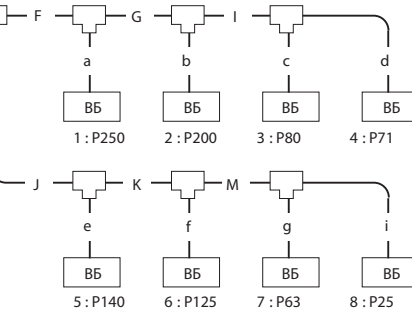 F G I
a b c d
ВБ ВБ ВБ ВБ
1 : P250 2 : P200 3 : P80 4 : P71
J K M
e f g i
ВБ ВБ ВБ ВБ
5 : P140 6 : P125 7 : P63 8 : P25